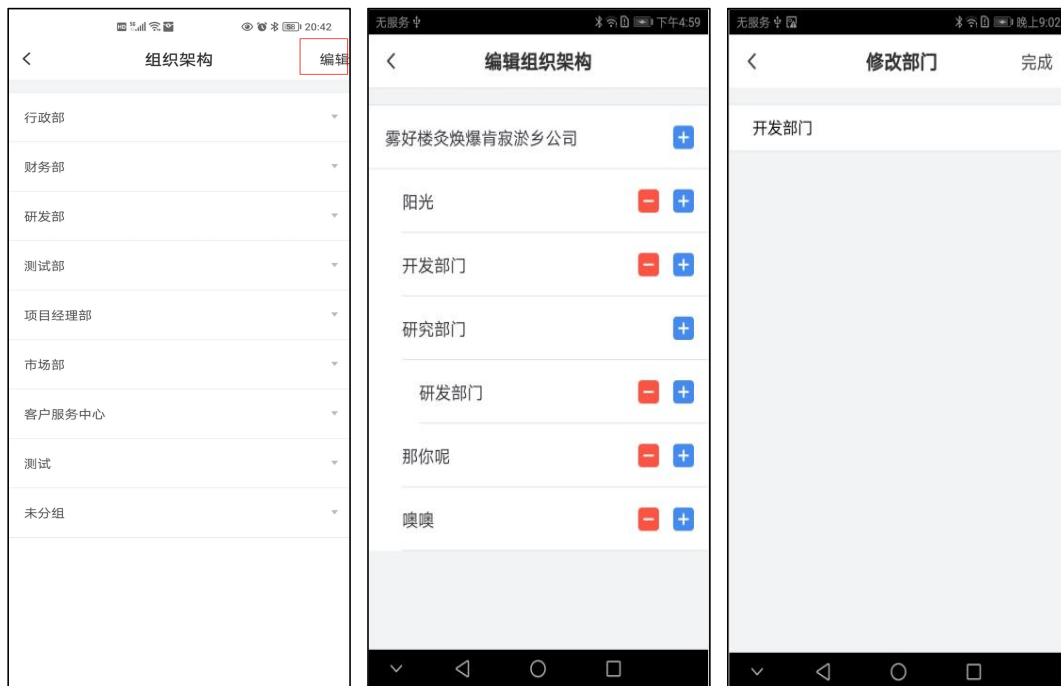 20:42
组织架构
编辑
行政部
财务部
研发部
测试部
项目经理部
市场部
客户服务中心
测试
未分组
无服务 下午4:59
编辑组织架构
雾好楼灸焕爆肯寂淤乡公司
阳光
开发部门
研究部门
研发部门
那你呢
噢噢
无服务 晚上9:02
修改部门
完成
开发部门